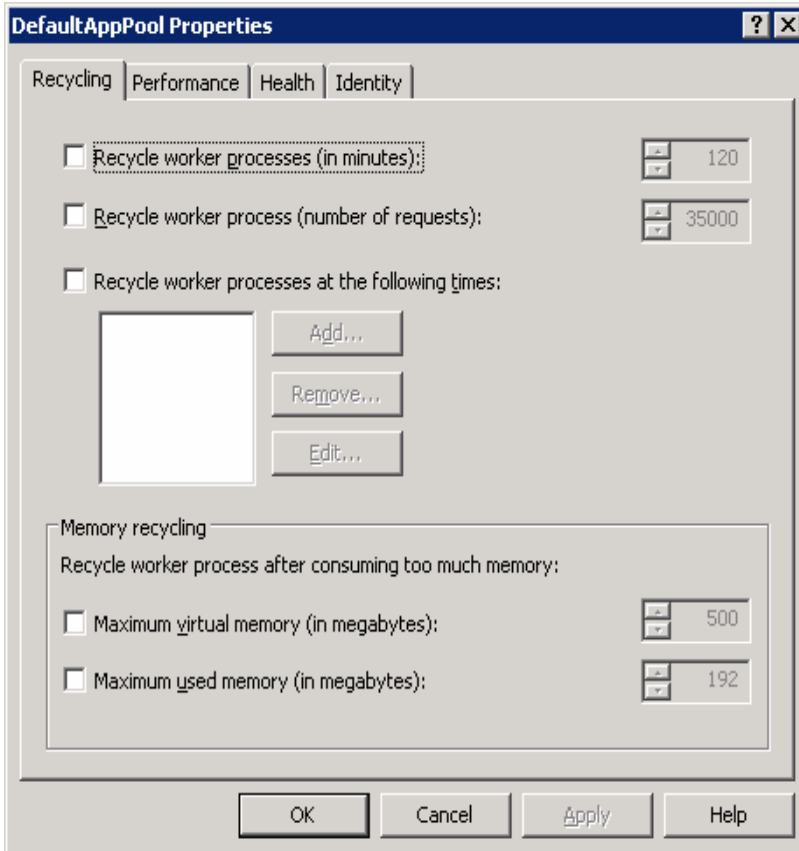 DefaultAppPool Properties
Recycling Performance Health Identity
Recycle worker processes (in minutes): 120
Recycle worker process (number of requests): 35000
Recycle worker processes at the following times:
Add...
Remove...
Edit...
Memory recycling
Recycle worker process after consuming too much memory:
Maximum virtual memory (in megabytes): 500
Maximum used memory (in megabytes): 192
OK Cancel Apply Help